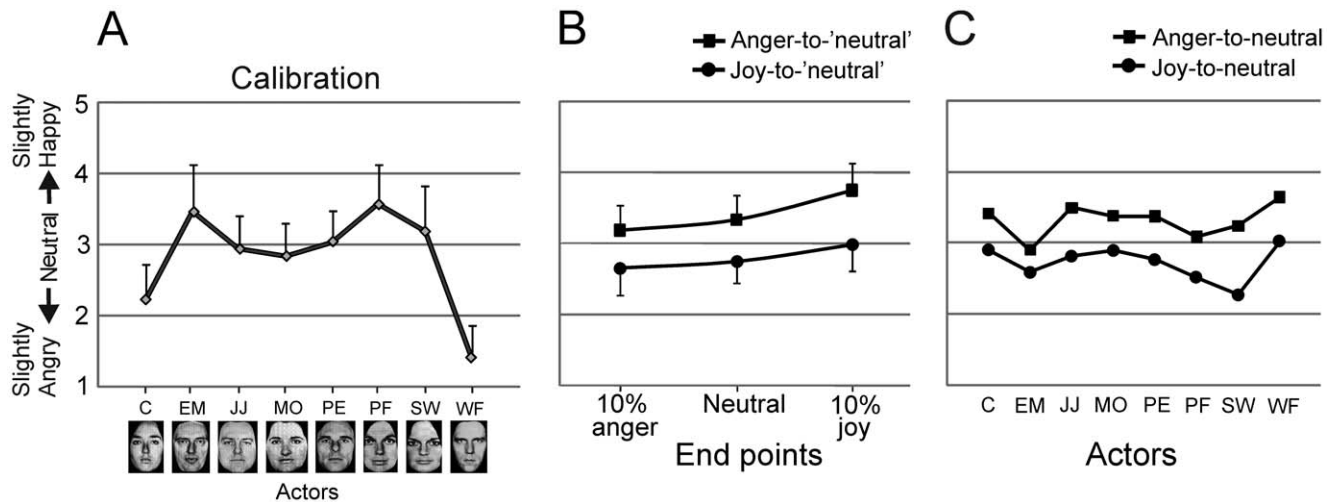 A
Calibration
Slightly Happy
Neutral
Slightly Angry
5
4
3
2
1
C EM JJ MO PE PF SW WF
Actors
B
Anger-to-'neutral'
Joy-to-'neutral'
10% anger
Neutral
10% joy
End points
C
Anger-to-neutral
Joy-to-neutral
C EM JJ MO PE PF SW WF
Actors